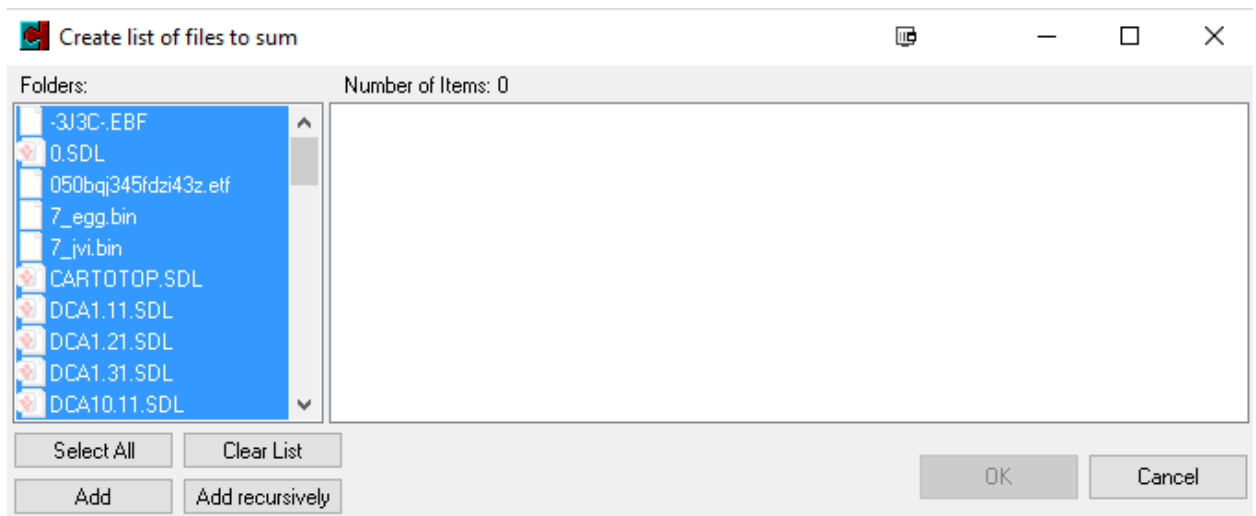 Create list of files to sum
Folders:
Number of Items: 0
-3J3C-.EBF
0.SDL
050bqj345fdzi43z.etf
7_egg.bin
7_jvi.bin
CARTOTOP.SDL
DCA1.11.SDL
DCA1.21.SDL
DCA1.31.SDL
DCA10.11.SDL
Select All
Clear List
Add
Add recursively
OK
Cancel